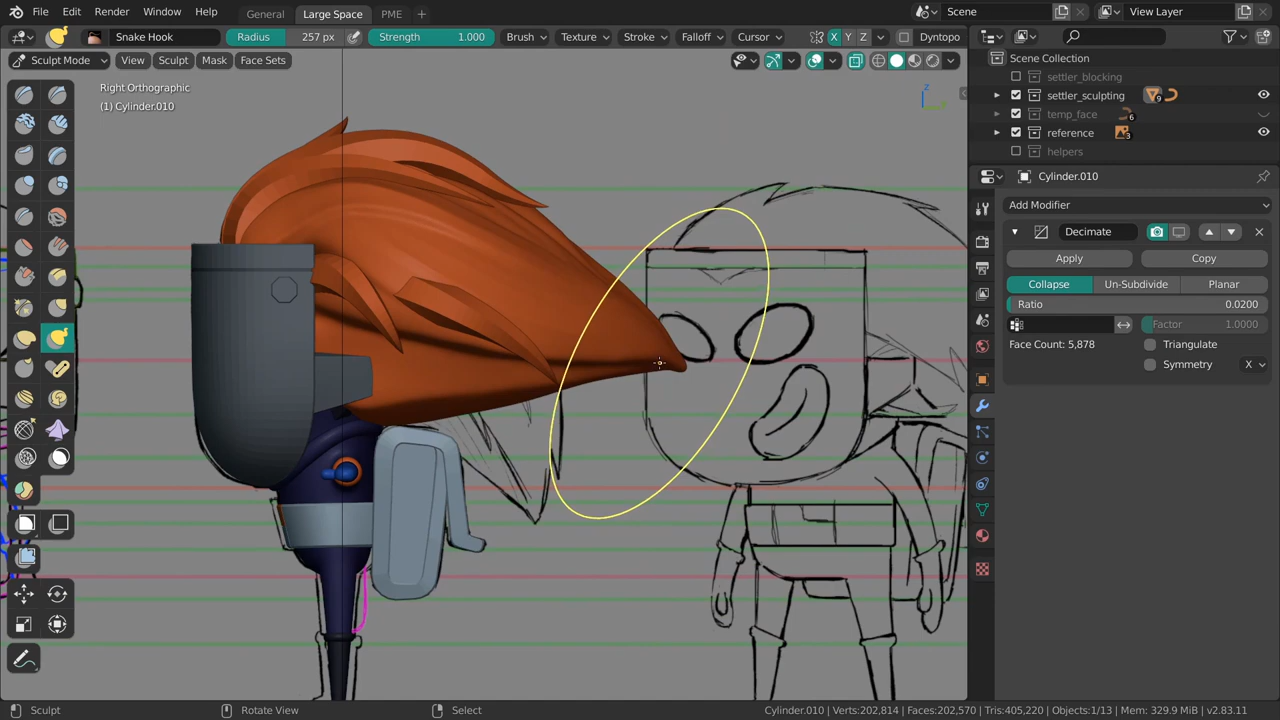 File Edit Render Window Help General Large Space PME + Scene View Layer
Snake Hook Radius 257 px Strength 1.000 Brush Texture Stroke Falloff Cursor X Y Z Dyntopo
Sculpt Mode View Sculpt Mask Face Sets
Right Orthographic
(1) Cylinder.010
Z
Scene Collection
settler_blocking
settler_sculpting 9
temp_face 6
reference 3
helpers
Cylinder.010
Add Modifier
Decimate
Apply Copy
Collapse Un-Subdivide Planar
Ratio 0.0200
Factor 1.0000
Face Count: 5,878 Triangulate
Symmetry X
Sculpt Rotate View Select Cylinder.010 | Verts:202,814 | Faces:202,570 | Tris:405,220 | Objects:1/13 | Mem: 329.9 MiB | v2.83.11